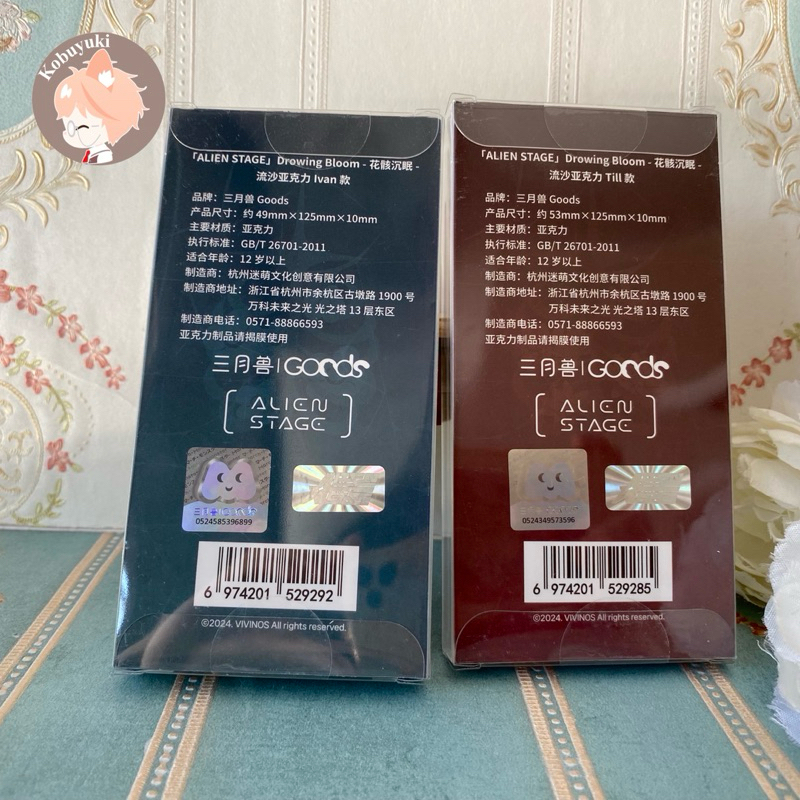 Kobuyuki
「ALIEN STAGE」Drowing Bloom - 花骸沉眠 -
流沙亚克力 Ivan 款
品牌：三月兽 Goods
产品尺寸：约 49mm×125mm×10mm
主要材质：亚克力
执行标准：GB/T 26701-2011
适合年龄：12 岁以上
制造商：杭州迷萌文化创意有限公司
制造商地址：浙江省杭州市余杭区古墩路 1900 号
万科未来之光 光之塔 13 层东区
制造商电话：0571-88866593
亚克力制品请揭膜使用
三月兽|Goods
[ ALIEN
STAGE ]
三月兽|Goods
0524585396899
6 974201 529292
©2024. VIVINOS All rights reserved.
「ALIEN STAGE」Drowing Bloom - 花骸沉眠 -
流沙亚克力 Till 款
品牌：三月兽 Goods
产品尺寸：约 53mm×125mm×10mm
主要材质：亚克力
执行标准：GB/T 26701-2011
适合年龄：12 岁以上
制造商：杭州迷萌文化创意有限公司
制造商地址：浙江省杭州市余杭区古墩路 1900 号
万科未来之光 光之塔 13 层东区
制造商电话：0571-88866593
亚克力制品请揭膜使用
三月兽|Goods
[ ALIEN
STAGE ]
0524349573596
6 974201 529285
©2024. VIVINOS All rights reserved.